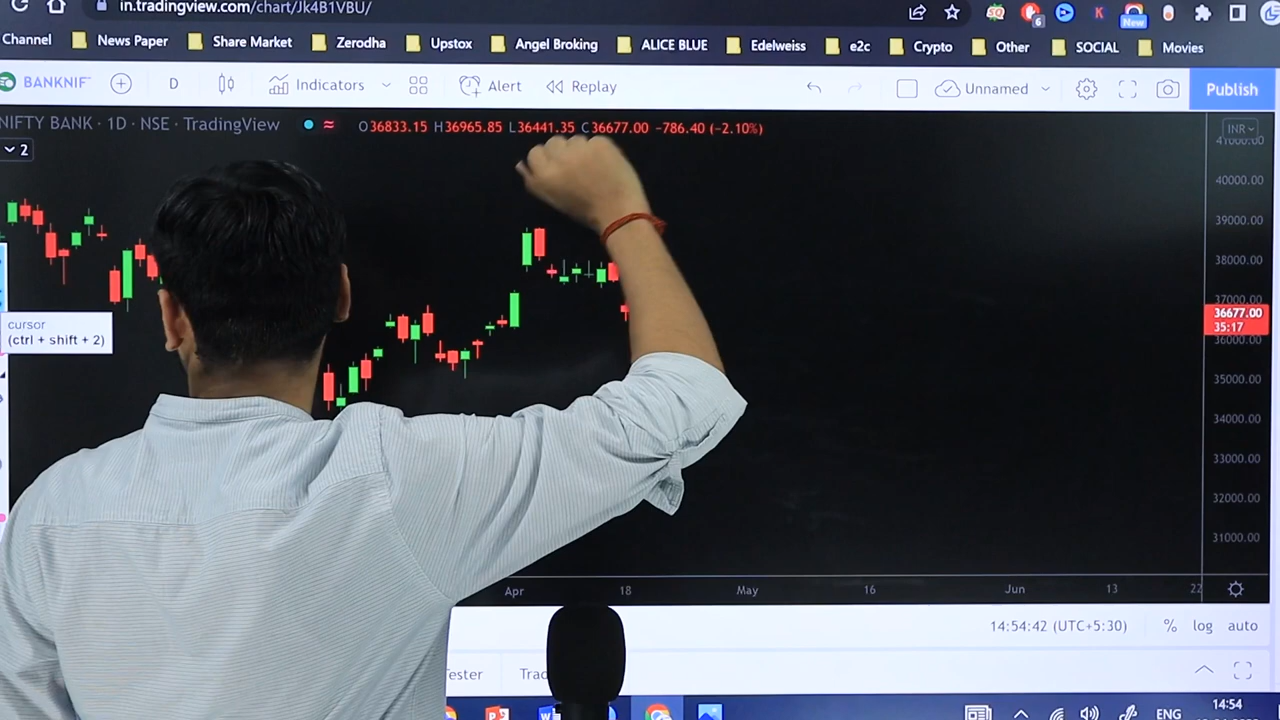 in.tradingview.com/chart/Jk4B1VBU/
6
New
Channel News Paper Share Market Zerodha Upstox Angel Broking ALICE BLUE Edelweiss e2c Crypto Other SOCIAL Movies
BANKNIF + D Indicators Alert Replay Unnamed Publish
NIFTY BANK · 1D · NSE · TradingView O36833.15 H36965.85 L36441.35 C36677.00 −786.40 (−2.10%)
INR
2
41000.00
40000.00
39000.00
38000.00
37000.00
36677.00
35:17
36000.00
35000.00
34000.00
33000.00
32000.00
31000.00
cursor
(ctrl + shift + 2)
Apr 18 May 16 Jun 13 22
14:54:42 (UTC+5:30) % log auto
ester Trad
14:54
ENG